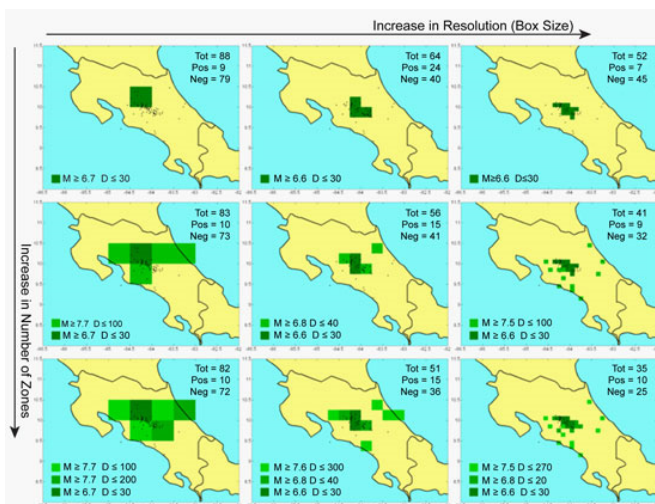 Increase in Resolution (Box Size)
Increase in Number of Zones
Tot = 88
Pos = 9
Neg = 79
M ≥ 6.7 D ≤ 30
Tot = 64
Pos = 24
Neg = 40
M ≥ 6.6 D ≤ 30
Tot = 52
Pos = 7
Neg = 45
M≥6.6 D≤30
Tot = 83
Pos = 10
Neg = 73
M ≥ 7.7 D ≤ 100
M ≥ 6.7 D ≤ 30
Tot = 56
Pos = 15
Neg = 41
M ≥ 6.8 D ≤ 40
M ≥ 6.6 D ≤ 30
Tot = 41
Pos = 9
Neg = 32
M ≥ 7.5 D ≤ 100
M ≥ 6.6 D ≤ 30
Tot = 82
Pos = 10
Neg = 72
M ≥ 7.7 D ≤ 100
M ≥ 7.7 D ≤ 200
M ≥ 6.7 D ≤ 30
Tot = 51
Pos = 15
Neg = 36
M ≥ 7.6 D ≤ 300
M ≥ 6.8 D ≤ 40
M ≥ 6.6 D ≤ 30
Tot = 35
Pos = 10
Neg = 25
M ≥ 7.5 D ≤ 270
M ≥ 6.8 D ≤ 20
M ≥ 6.6 D ≤ 30